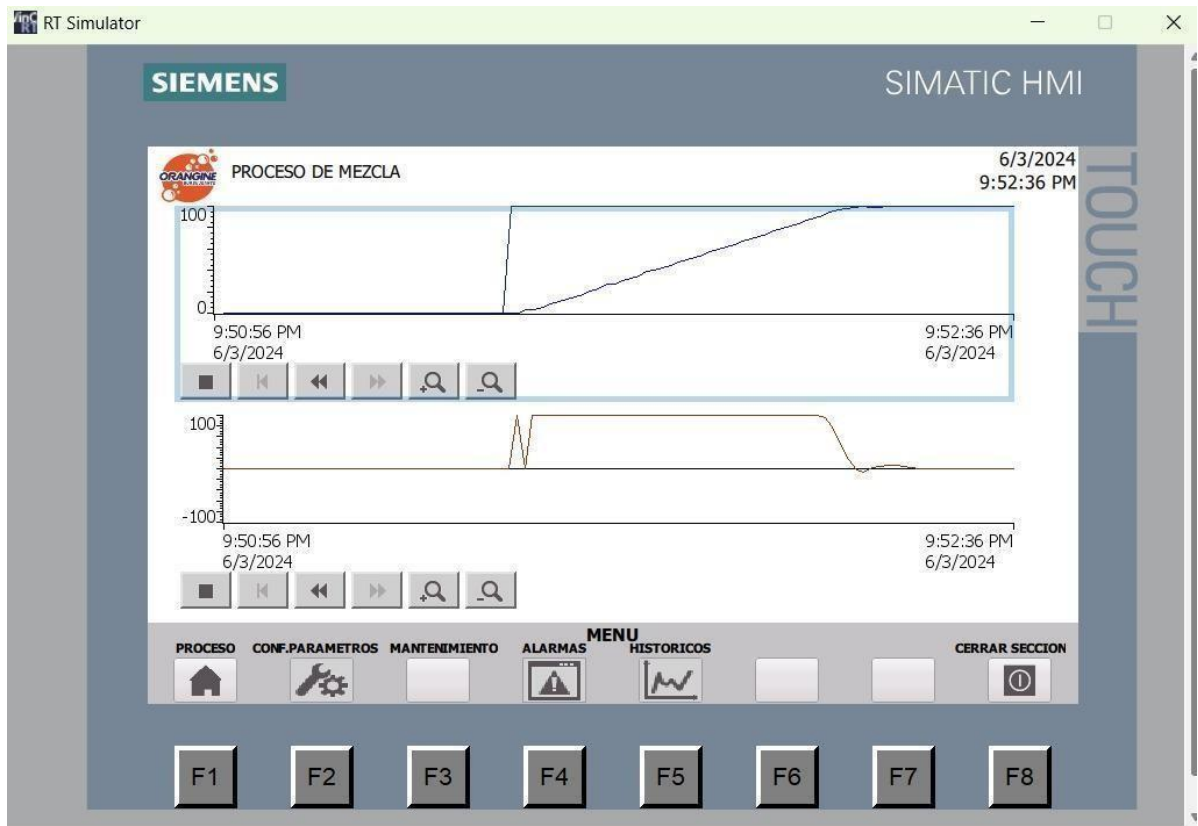 RT Simulator
SIEMENS
SIMATIC HMI
TOUCH
ORANGINE
PROCESO DE MEZCLA
6/3/2024
9:52:36 PM
100
0
9:50:56 PM
9:52:36 PM
6/3/2024
6/3/2024
100
-100
9:50:56 PM
9:52:36 PM
6/3/2024
6/3/2024
MENU
PROCESO CONF.PARAMETROS MANTENIMIENTO ALARMAS HISTORICOS CERRAR SECCION
F1 F2 F3 F4 F5 F6 F7 F8